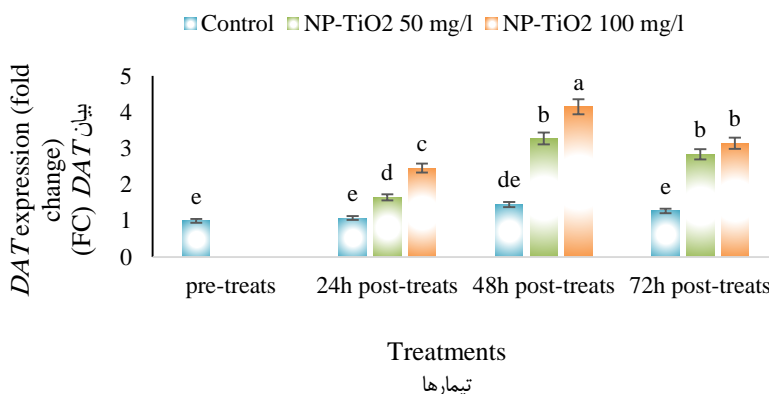 Control NP-TiO2 50 mg/l NP-TiO2 100 mg/l
DAT expression (fold
change)
(FC) DAT بیان
5
4
3
2
1
0
e
e
d
c
de
b
a
e
b
b
pre-treats 24h post-treats 48h post-treats 72h post-treats
Treatments
تیمارها